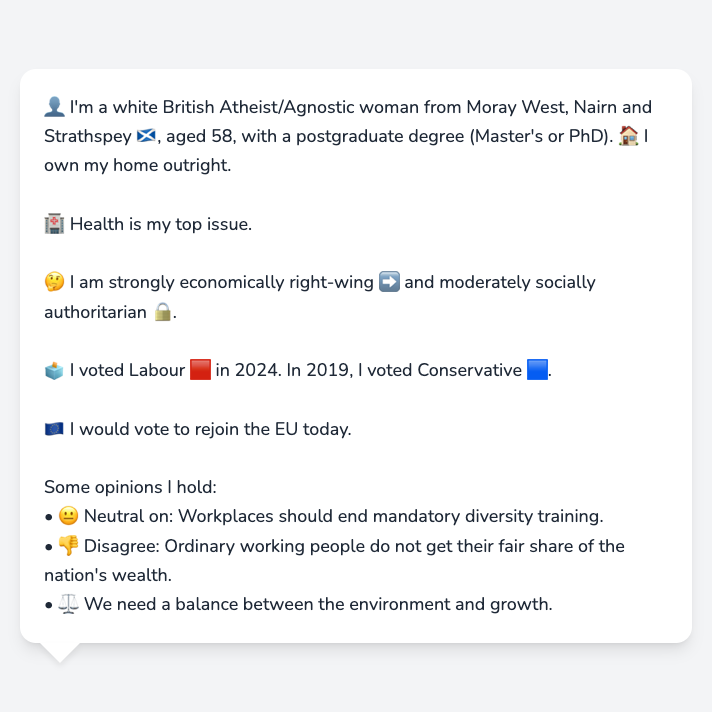 👤 I'm a white British Atheist/Agnostic woman from Moray West, Nairn and
Strathspey 🏴󠁧󠁢󠁳󠁣󠁴󠁿, aged 58, with a postgraduate degree (Master's or PhD). 🏠 I
own my home outright.
🏥 Health is my top issue.
🤔 I am strongly economically right-wing ➡️ and moderately socially
authoritarian 🔒.
🗳️ I voted Labour 🟥 in 2024. In 2019, I voted Conservative 🟦.
🇪🇺 I would vote to rejoin the EU today.
Some opinions I hold:
• 😐 Neutral on: Workplaces should end mandatory diversity training.
• 👎 Disagree: Ordinary working people do not get their fair share of the
nation's wealth.
• ⚖️ We need a balance between the environment and growth.